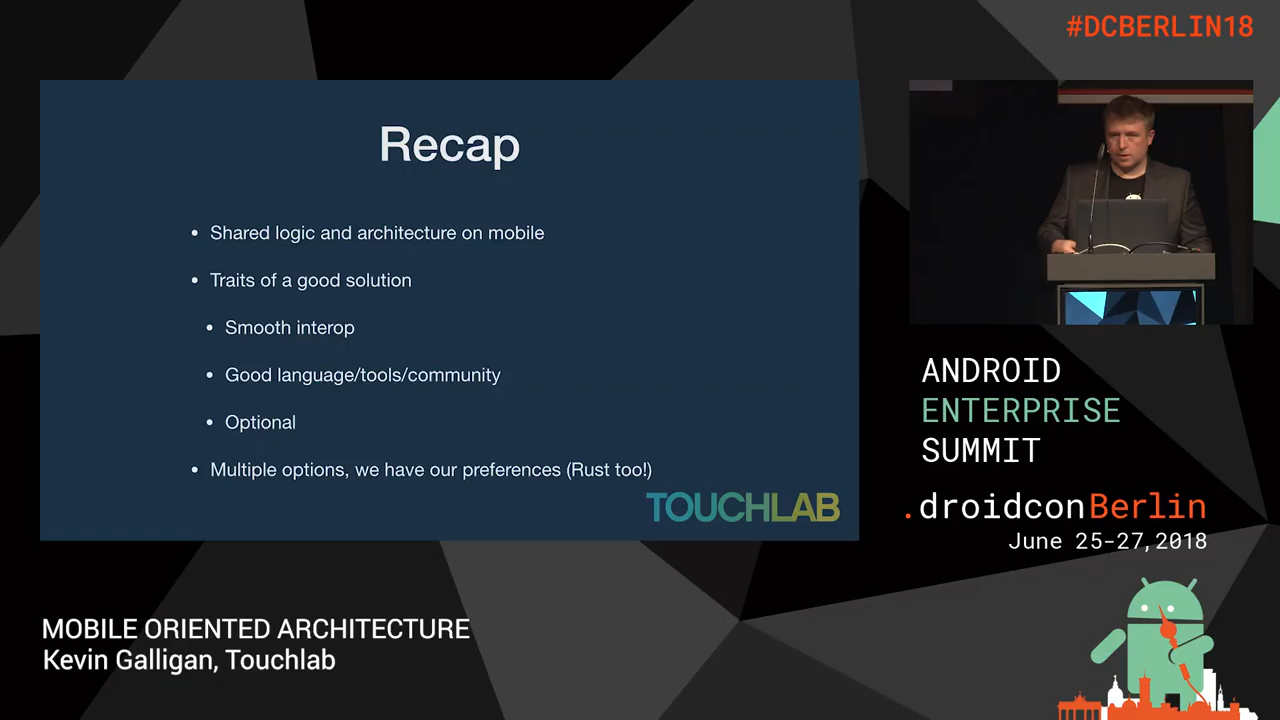 #DCBERLIN18
Recap
• Shared logic and architecture on mobile
• Traits of a good solution
• Smooth interop
• Good language/tools/community
• Optional
• Multiple options, we have our preferences (Rust too!)
TOUCHLAB
ANDROID
ENTERPRISE
SUMMIT
.droidconBerlin
June 25-27,2018
MOBILE ORIENTED ARCHITECTURE
Kevin Galligan, Touchlab